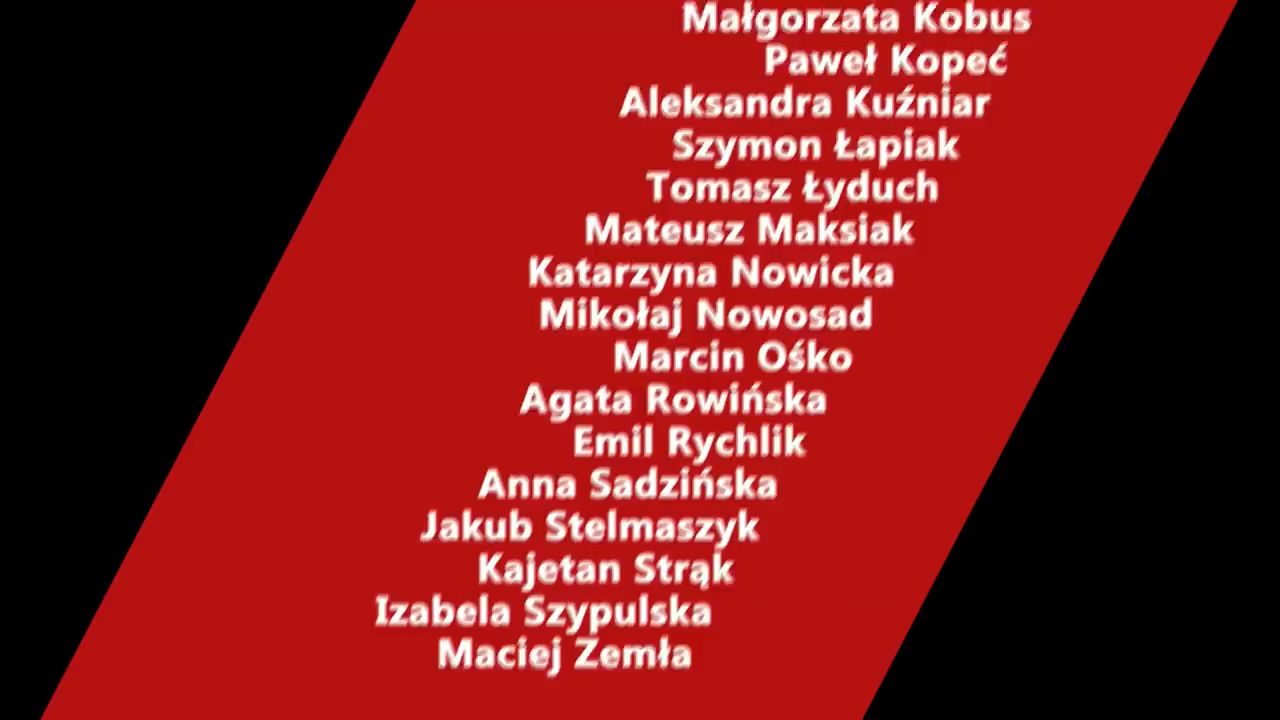 Małgorzata Kobus
Paweł Kopeć
Aleksandra Kuźniar
Szymon Łapiak
Tomasz Łyduch
Mateusz Maksiak
Katarzyna Nowicka
Mikołaj Nowosad
Marcin Ośko
Agata Rowińska
Emil Rychlik
Anna Sadzińska
Jakub Stelmaszyk
Kajetan Strąk
Izabela Szypulska
Maciej Zemła